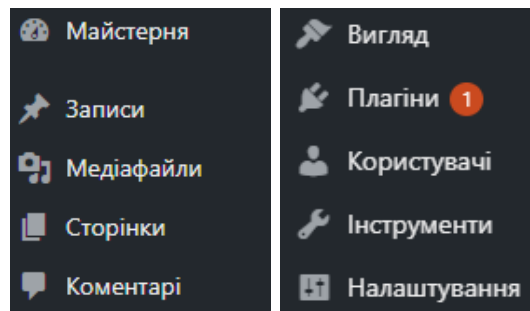 Майстерня
Записи
Медіафайли
Сторінки
Коментарі
Вигляд
Плагіни 1
Користувачі
Інструменти
Налаштування